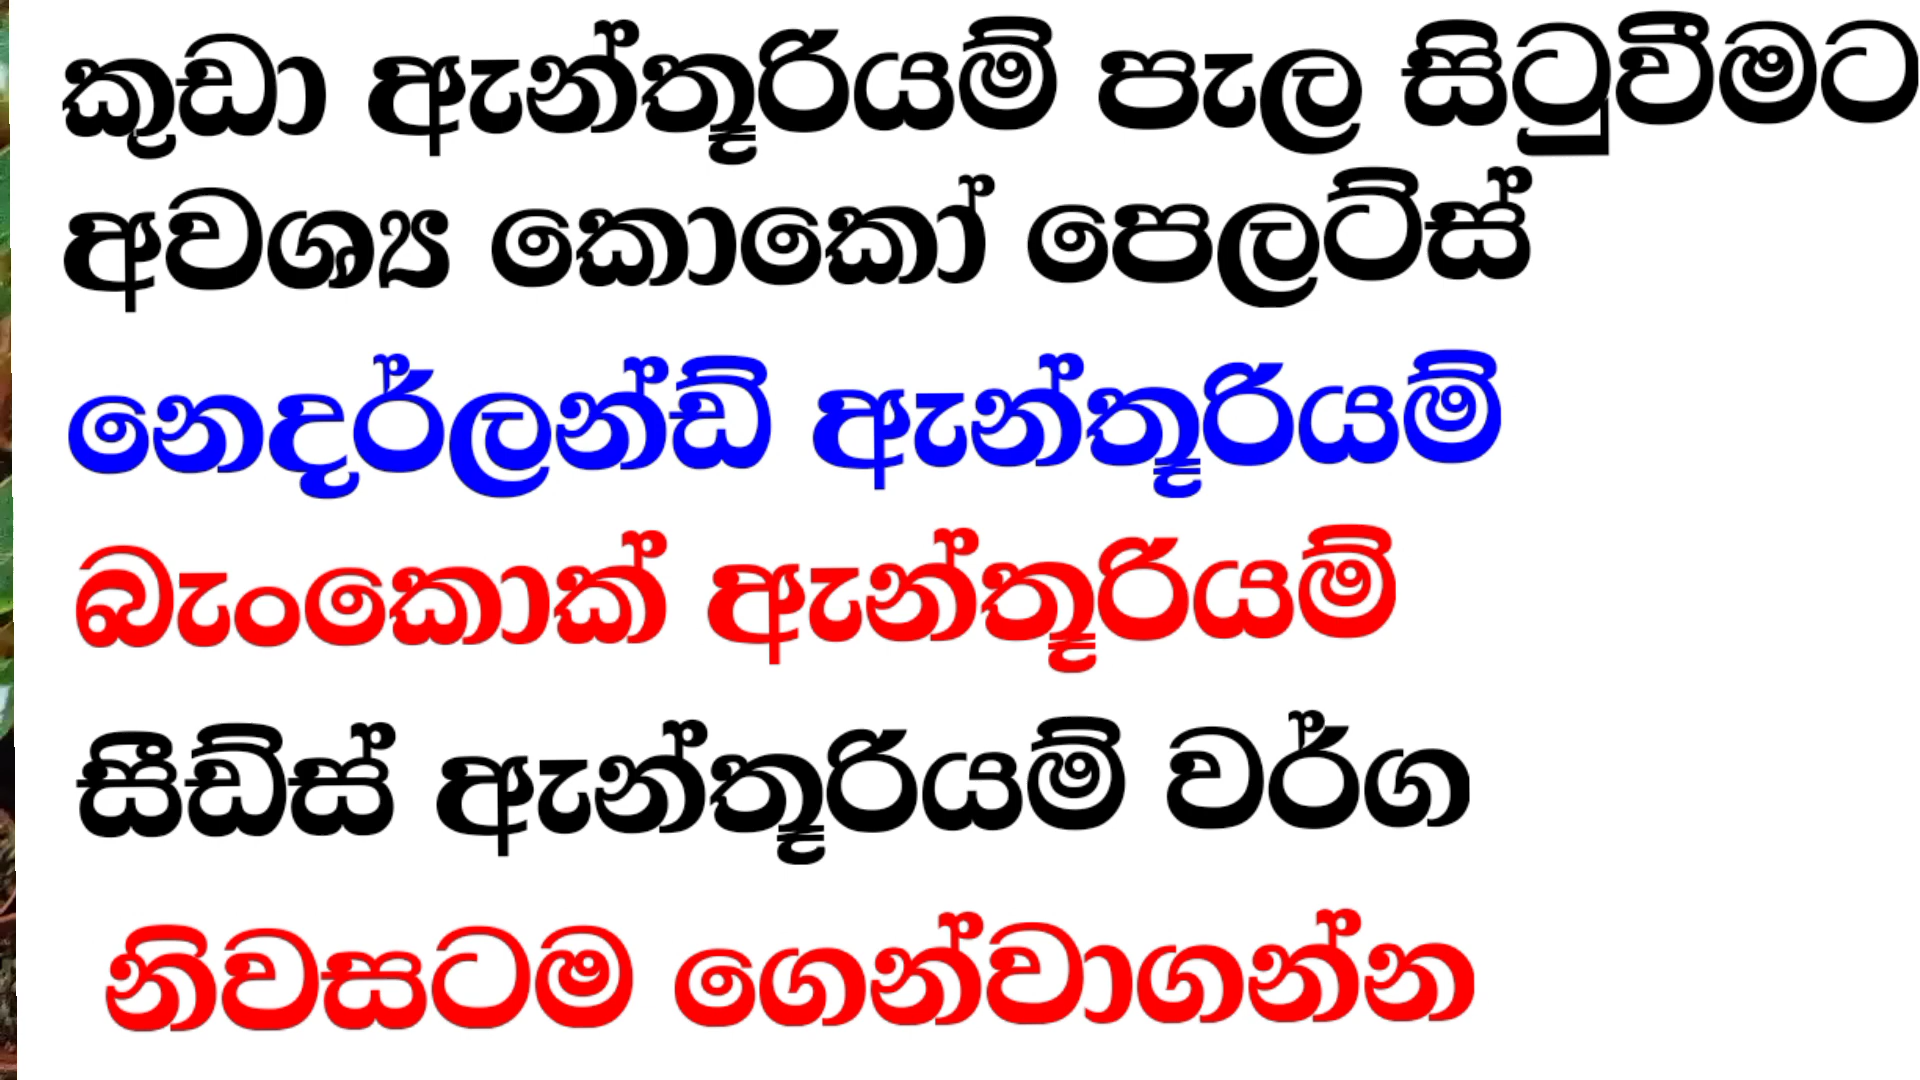 කුඩා ඇන්තූරියම් පැල සිටුවීමට
අවශ්‍ය කොකෝ පෙලට්ස්
නෙදර්ලන්ඩ් ඇන්තූරියම්
බැංකොක් ඇන්තූරියම්
සීඩ්ස් ඇන්තූරියම් වර්ග
නිවසටම ගෙන්වාගන්න